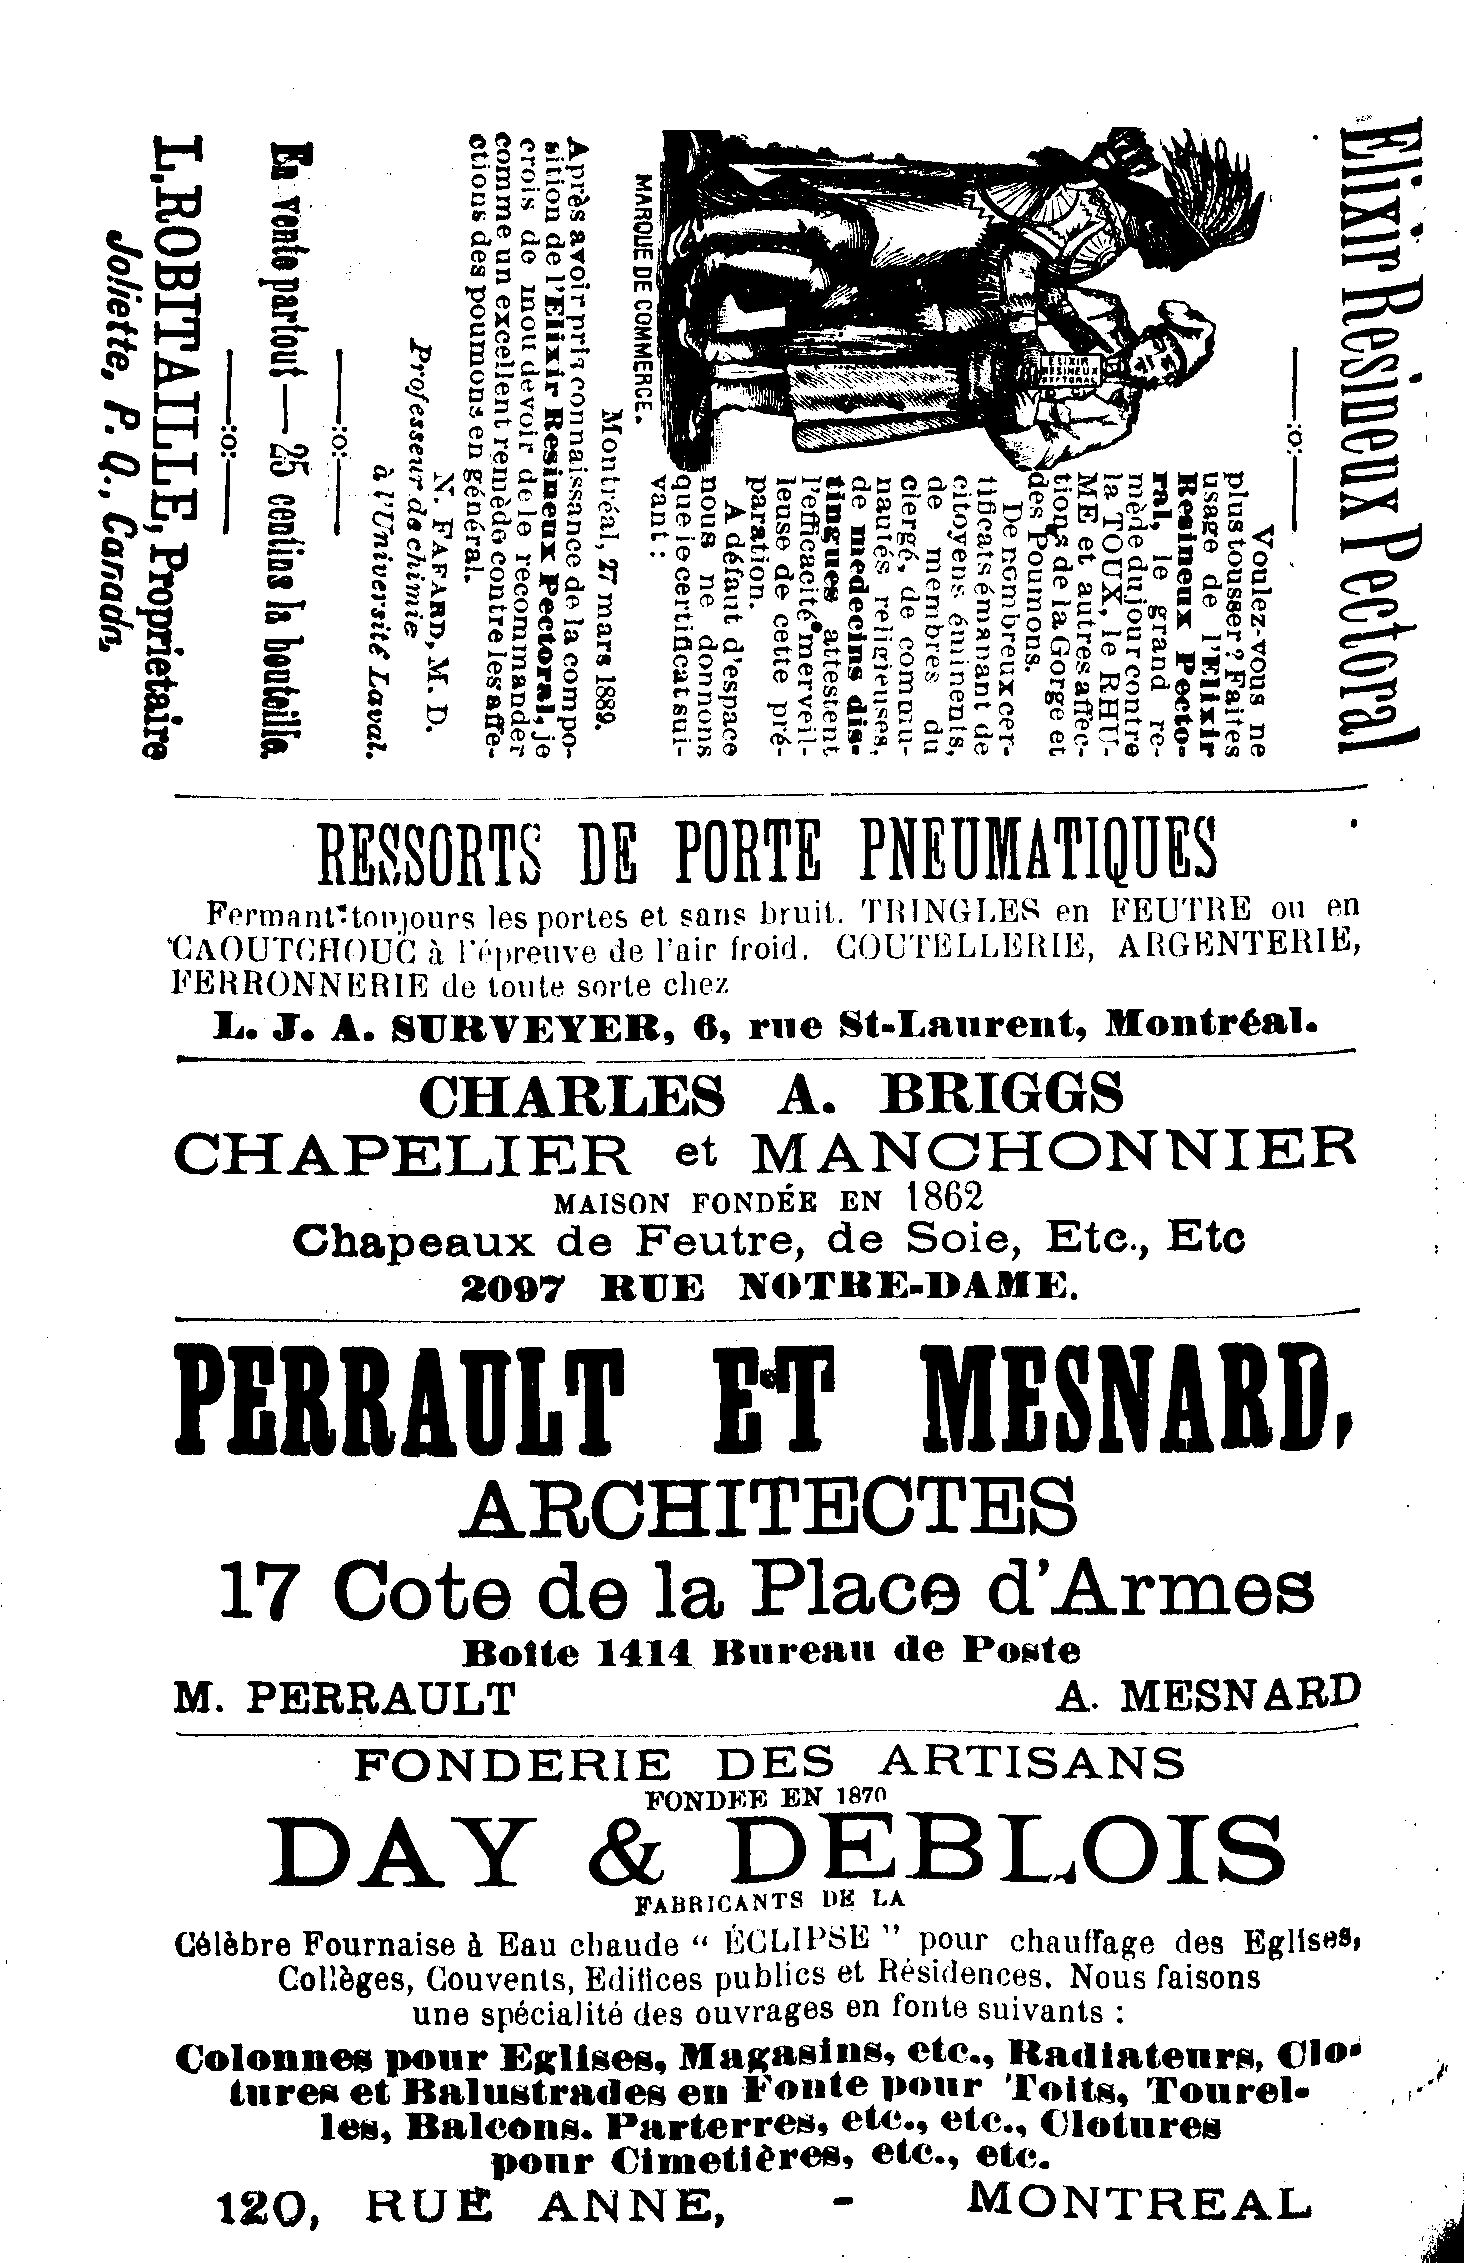 Elixir Resineux Pectoral
—:o:—
L'ELIXIR
RESINEUX
PECTORAL
MARQUE DE COMMERCE.
Voulez-vous ne
plus tousser? Faites
usage de l'Elixir
Resineux Pecto-
ral, le grand re-
mède du jour contre
la TOUX, le RHU-
ME et autres affec-
tions de la Gorge et
des Poumons.
De nombreux cer-
tificats émanant de
citoyens éminents,
de membres du
clergé, de commu-
nautés religieuses,
de medecins dis-
tingues attestent
l'efficacité merveil-
leuse de cette pré-
paration.
A défaut d'espace
nous ne donnons
que le certificat sui-
vant:
Montréal, 27 mars 1889.
Après avoir pris connaissance de la compo-
sition de l'Elixir Resineux Pectoral, je
crois de mon devoir de le recommander
comme un excellent remède contre les affe-
ctions des poumons en général.
N. FAFARD, M. D.
Professeur de chimie
à l'Université Laval.
—:o:—
En vente partout — 25 centins la bouteille.
—:o:—
L. ROBITAILLE, Proprietaire
Joliette, P. Q., Canada.
RESSORTS DE PORTE PNEUMATIQUES
Fermant toujours les portes et sans bruit. TRINGLES en FEUTRE ou en
CAOUTCHOUC à l'épreuve de l'air froid. COUTELLERIE, ARGENTERIE,
FERRONNERIE de toute sorte chez
L. J. A. SURVEYER, 6, rue St-Laurent, Montréal.
CHARLES A. BRIGGS
CHAPELIER et MANCHONNIER
MAISON FONDÉE EN 1862
Chapeaux de Feutre, de Soie, Etc., Etc
2097 RUE NOTRE-DAME.
PERRAULT ET MESNARD,
ARCHITECTES
17 Cote de la Place d'Armes
Boite 1414 Bureau de Poste
M. PERRAULT A. MESNARD
FONDERIE DES ARTISANS
FONDEE EN 1870
DAY & DEBLOIS
FABRICANTS DE LA
Célèbre Fournaise à Eau chaude “ ÉCLIPSE ” pour chauffage des Eglises,
Collèges, Couvents, Edifices publics et Résidences. Nous faisons
une spécialité des ouvrages en fonte suivants :
Colonnes pour Eglises, Magasins, etc., Radiateurs, Clo-
tures et Balustrades en Fonte pour Toits, Tourel-
les, Balcons. Parterres, etc., etc., Clotures
pour Cimetières, etc., etc.
120, RUE ANNE, - MONTREAL